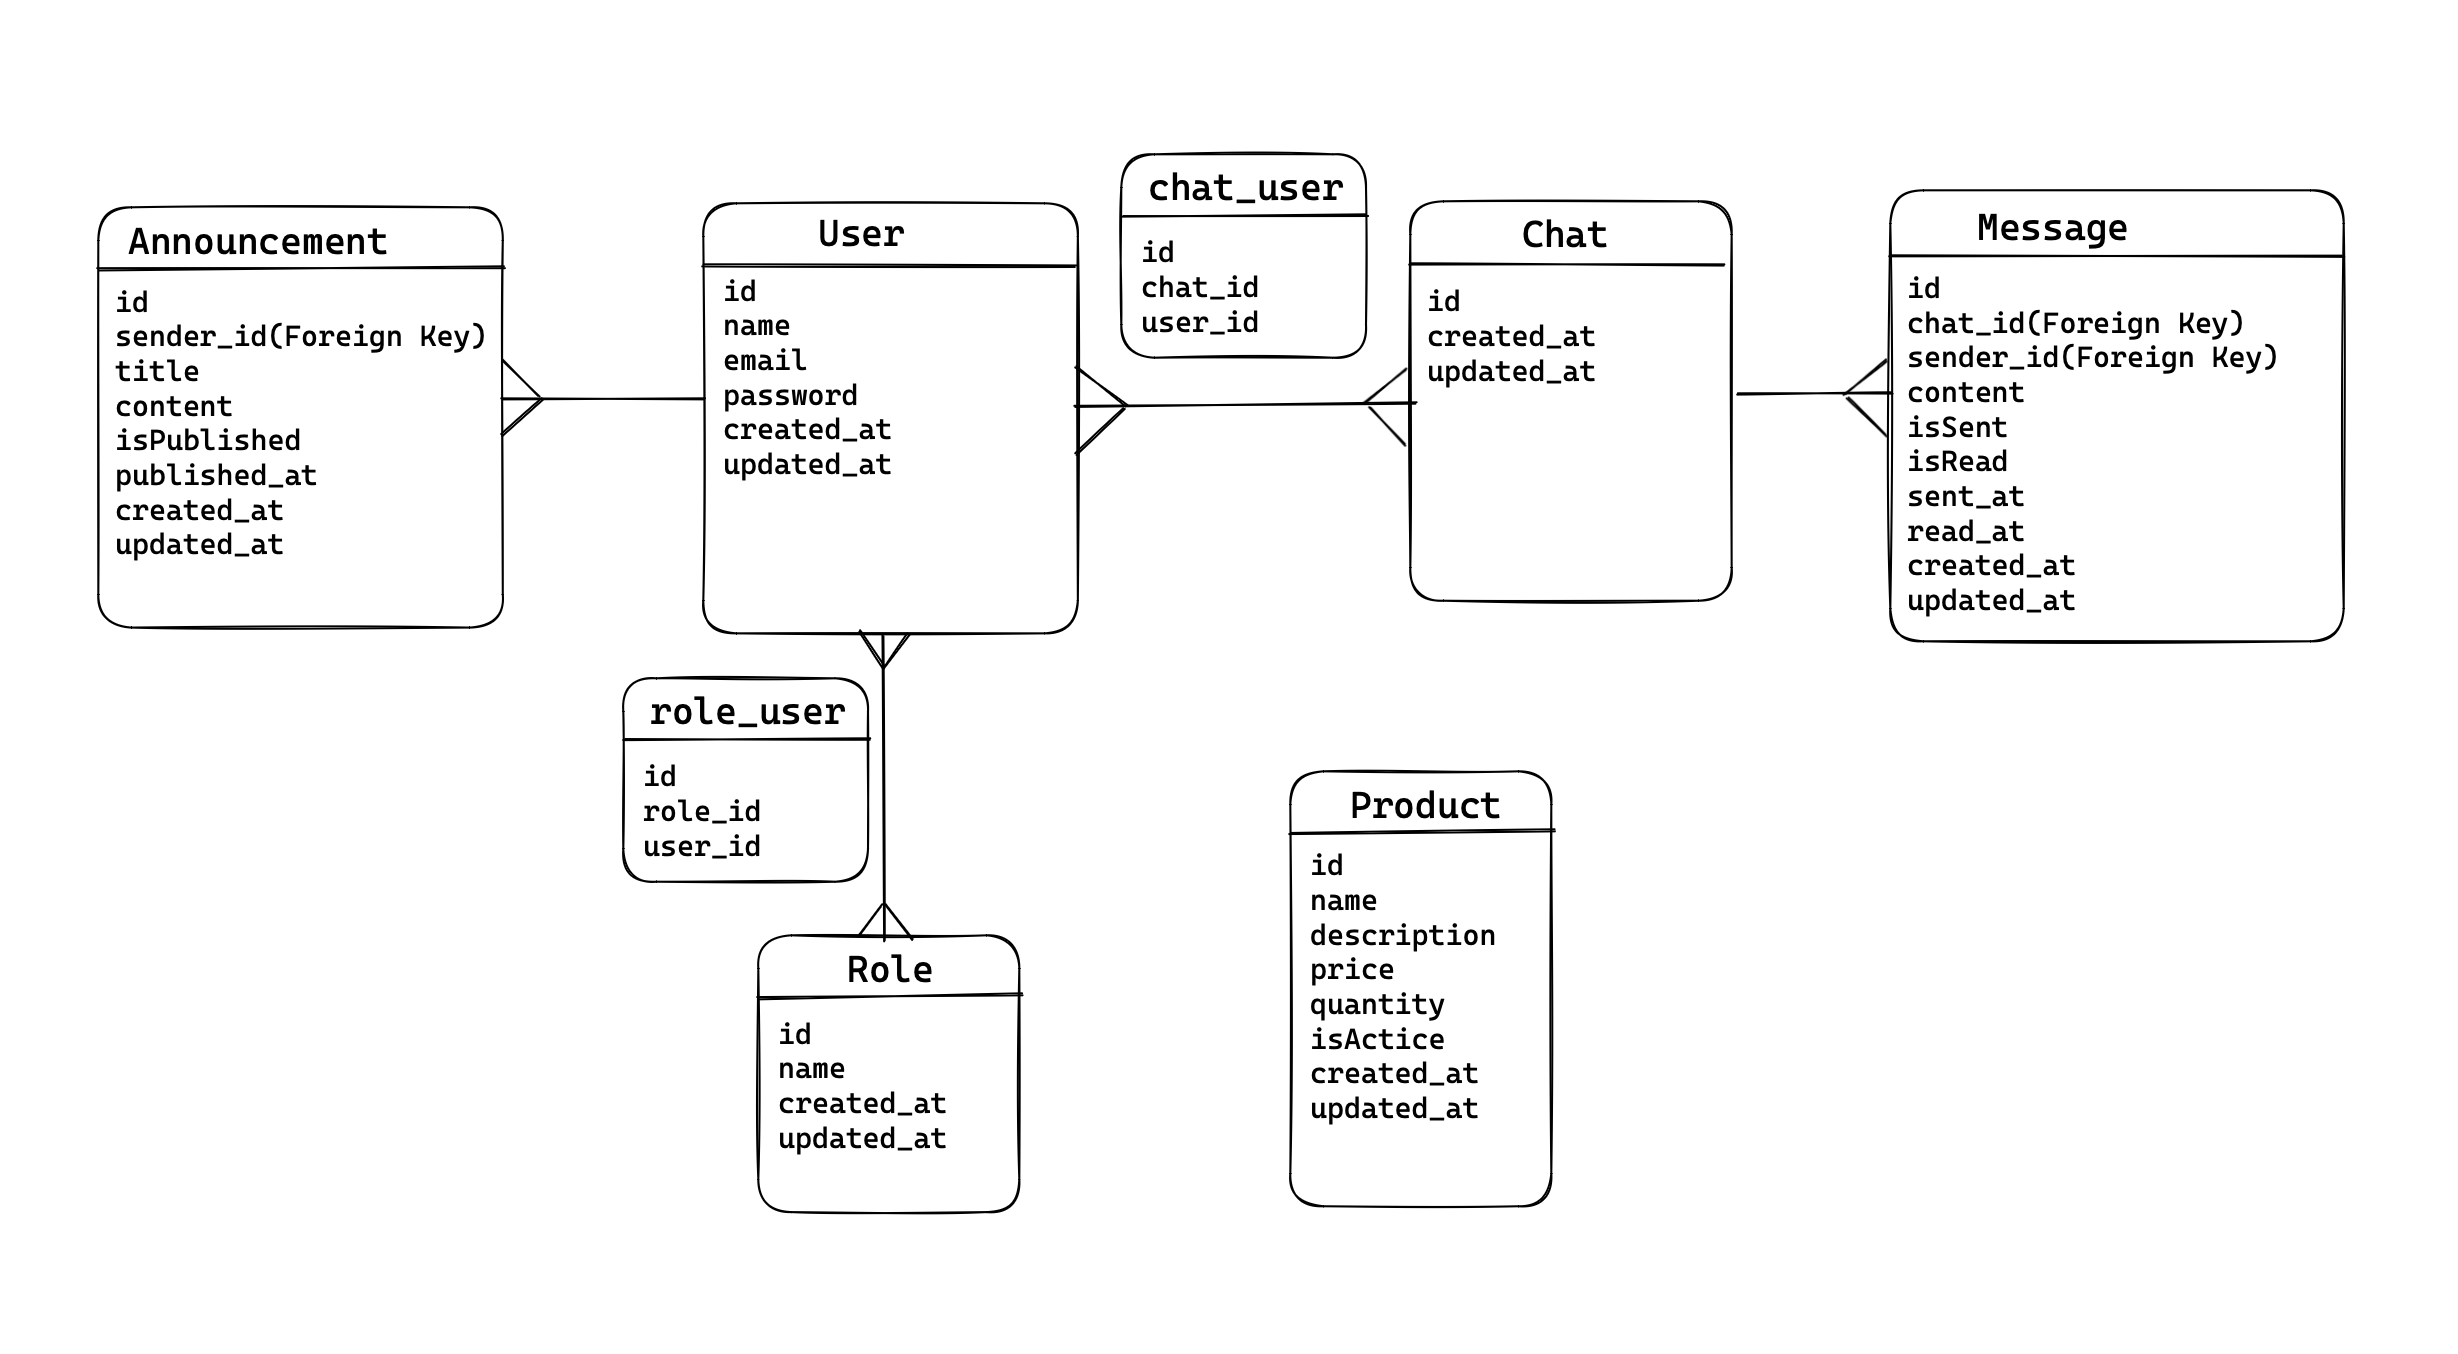 Announcement
id
sender_id(Foreign Key)
title
content
isPublished
published_at
created_at
updated_at
User
id
name
email
password
created_at
updated_at
chat_user
id
chat_id
user_id
Chat
id
created_at
updated_at
Message
id
chat_id(Foreign Key)
sender_id(Foreign Key)
content
isSent
isRead
sent_at
read_at
created_at
updated_at
role_user
id
role_id
user_id
Role
id
name
created_at
updated_at
Product
id
name
description
price
quantity
isActice
created_at
updated_at